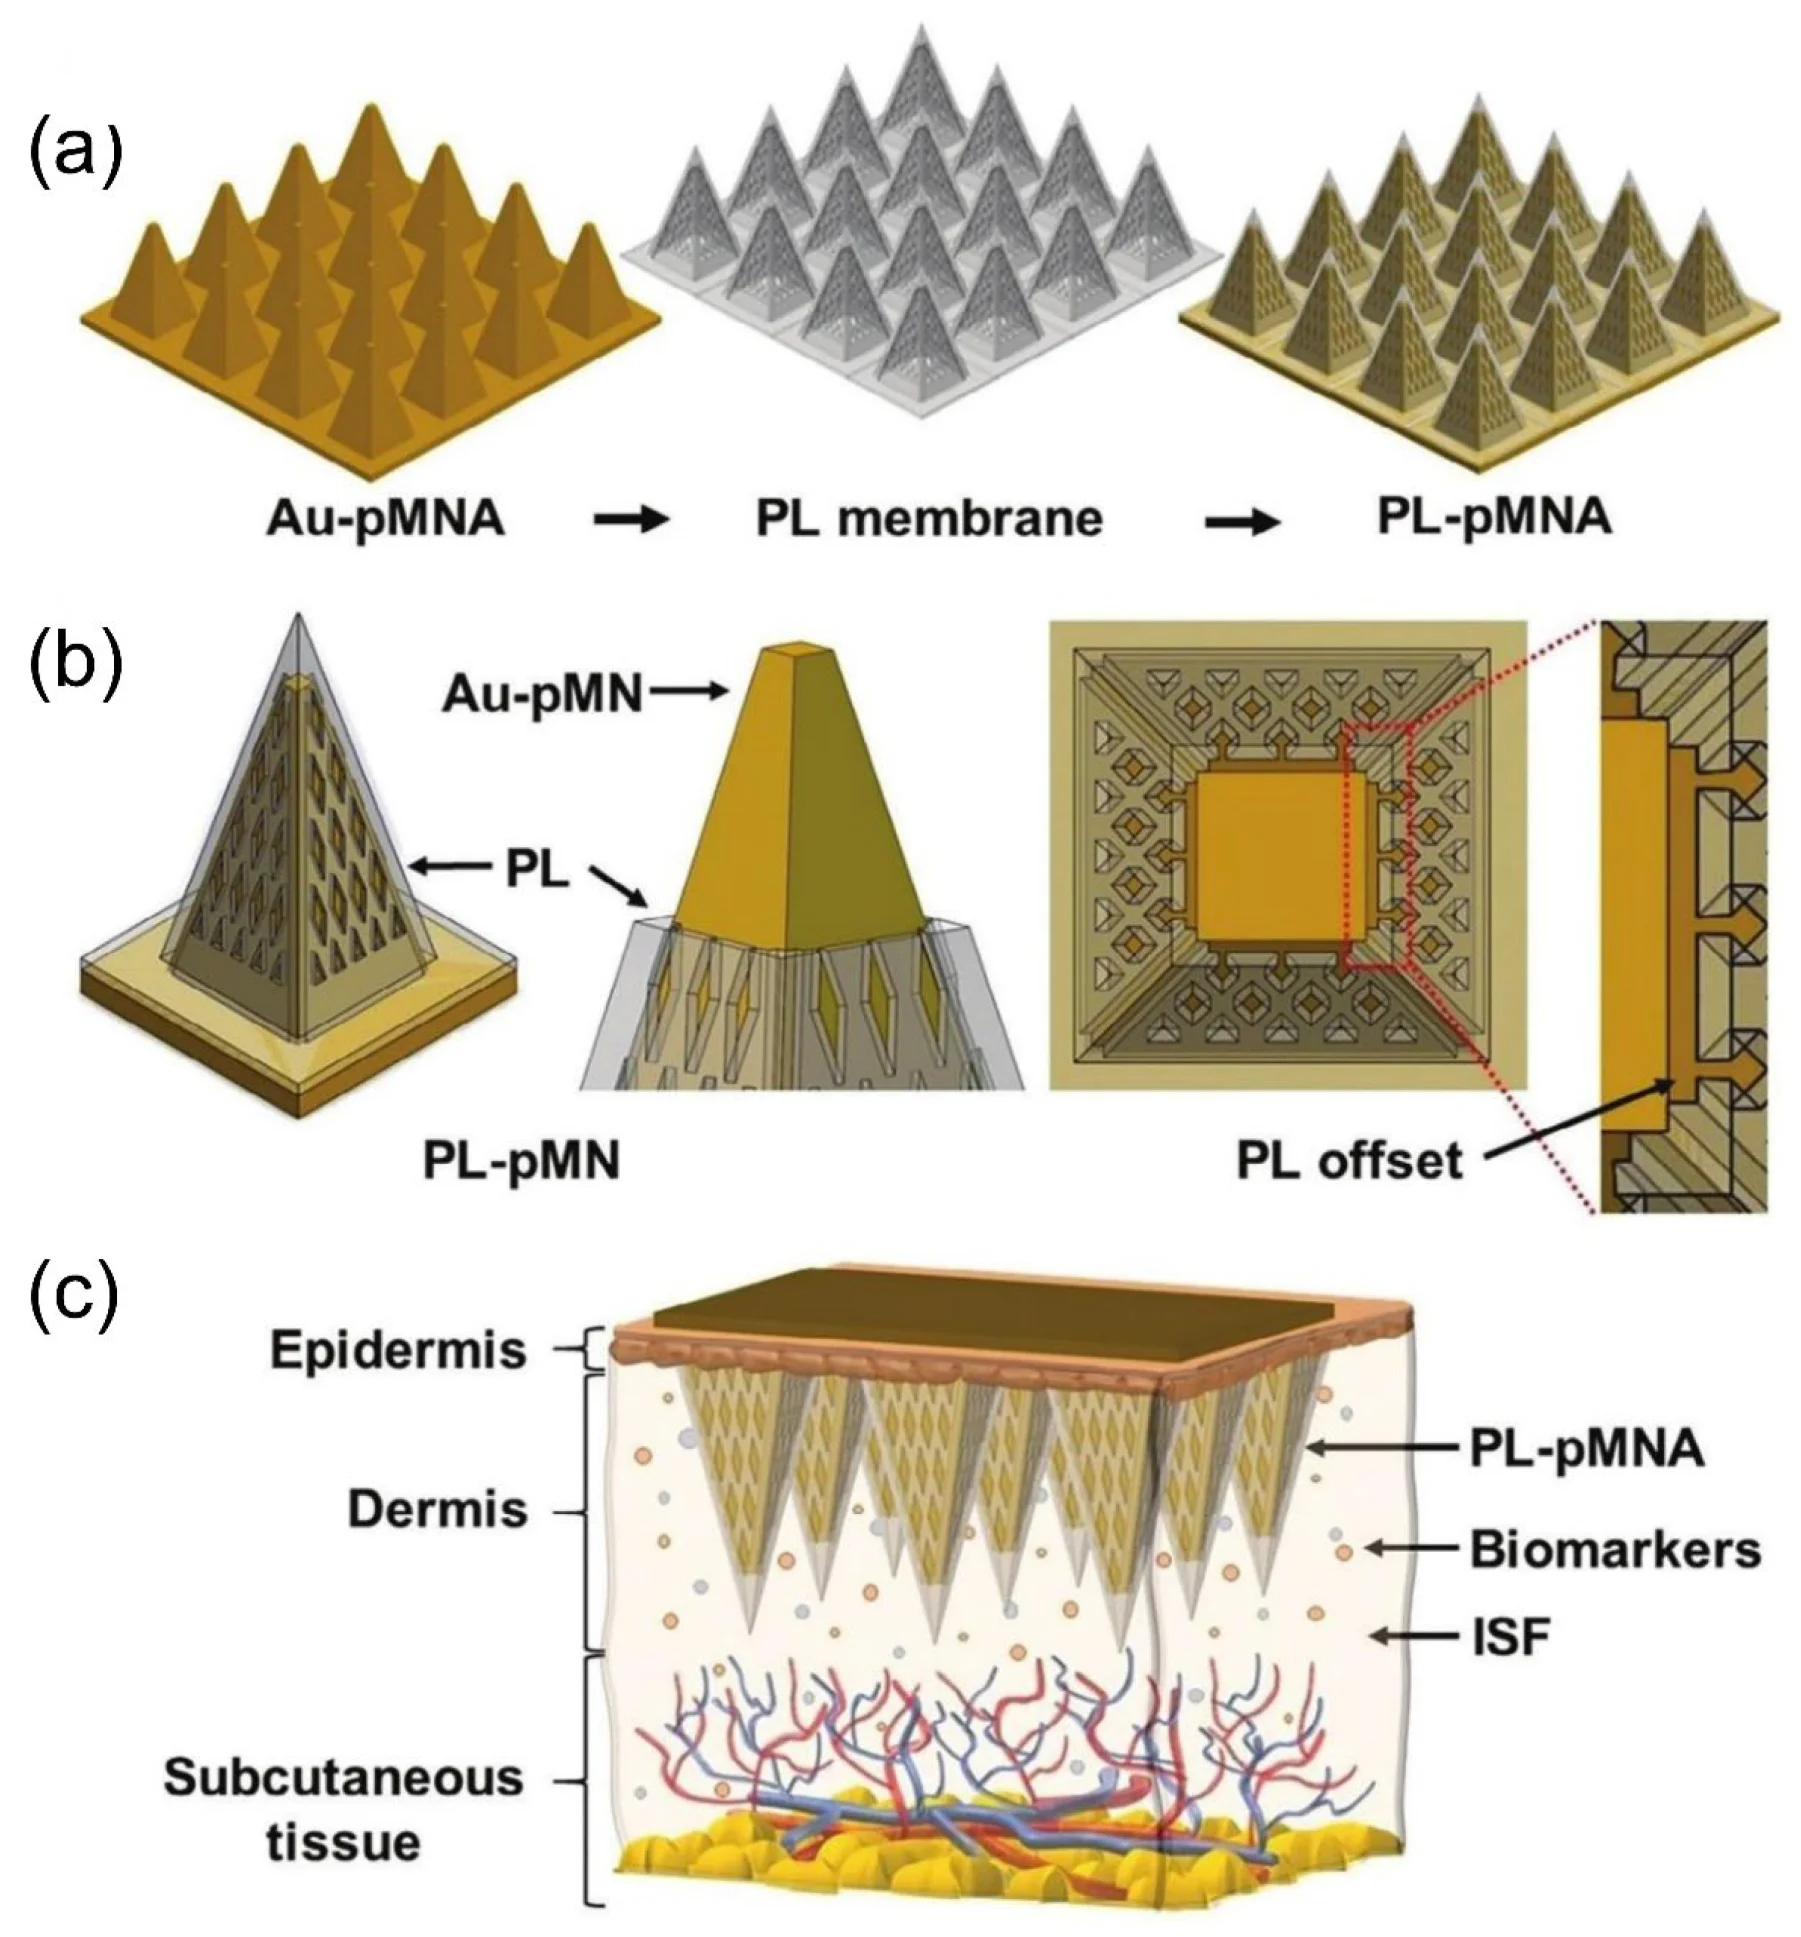 (a)
Au-pMNA
PL membrane
PL-pMNA
(b)
Au-pMN
PL
PL-pMN
PL offset
(c)
Epidermis
Dermis
Subcutaneous
tissue
PL-pMNA
Biomarkers
ISF